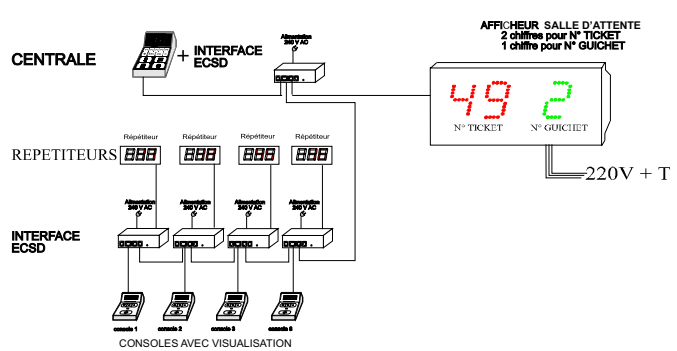 AFFICHEUR SALLE D'ATTENTE
2 chiffres pour N° TICKET
1 chiffre pour N° GUICHET
Alimentation
240 V AC
CENTRALE
+ INTERFACE
ECSD
49 2
N° TICKET N° GUICHET
220V + T
Répétiteur Répétiteur Répétiteur Répétiteur
REPETITEURS
Alimentation Alimentation Alimentation Alimentation
240 V AC 240 V AC 240 V AC 240 V AC
INTERFACE
ECSD
console 1 console 2 console 3
CONSOLES AVEC VISUALISATION